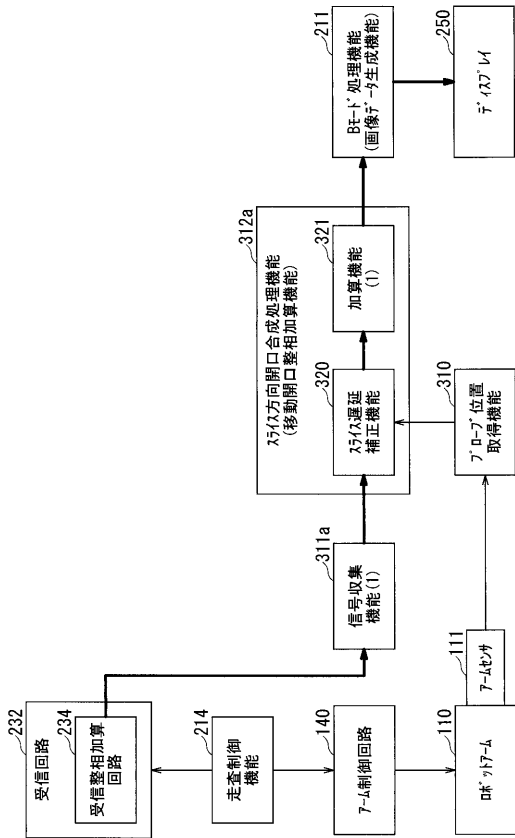 232
受信回路
234
受信整相加算
回路
214
走査制御
機能
140
アーム制御回路
110
ロボットアーム
111
アームセンサ
311a
信号収集
機能(1)
312a
スライス方向開口合成処理機能
(移動開口整相加算機能)
320
スライス遅延
補正機能
321
加算機能
(1)
310
プローブ位置
取得機能
211
Bモード処理機能
(画像データ生成機能)
250
ディスプレイ